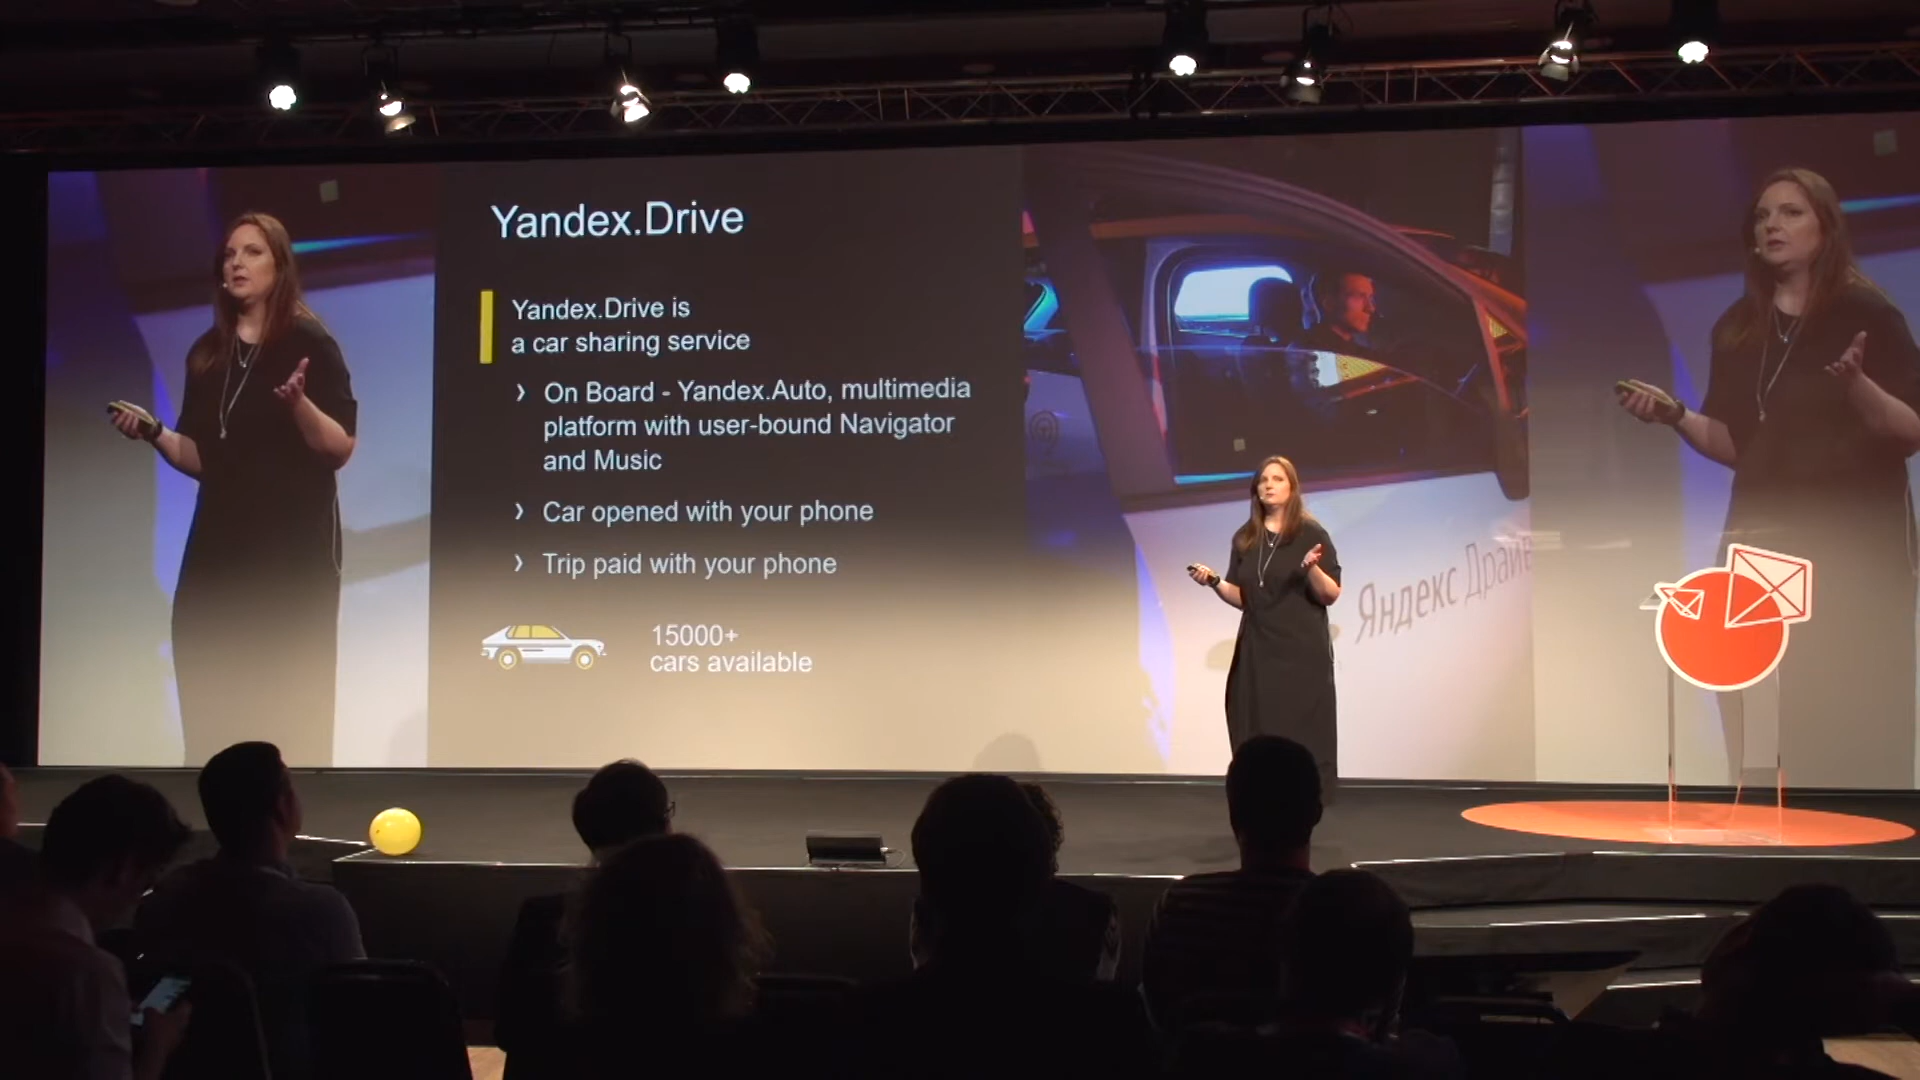 Yandex.Drive
Yandex.Drive is
a car sharing service
› On Board - Yandex.Auto, multimedia
platform with user-bound Navigator
and Music
› Car opened with your phone
› Trip paid with your phone
15000+
cars available
Яндекс Драйв